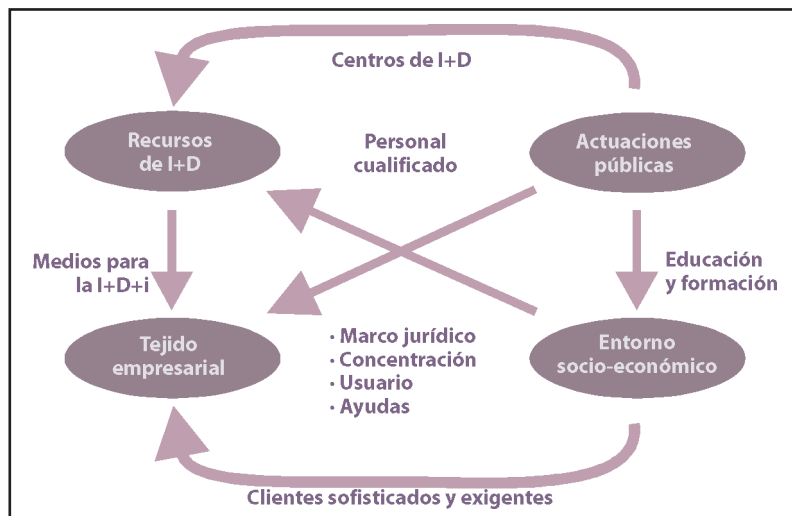 Centros de I+D
Recursos
de I+D
Personal
cualificado
Actuaciones
públicas
Medios para
la I+D+i
Educación
y formación
Tejido
empresarial
· Marco jurídico
· Concentración
· Usuario
· Ayudas
Entorno
socio-económico
Clientes sofisticados y exigentes